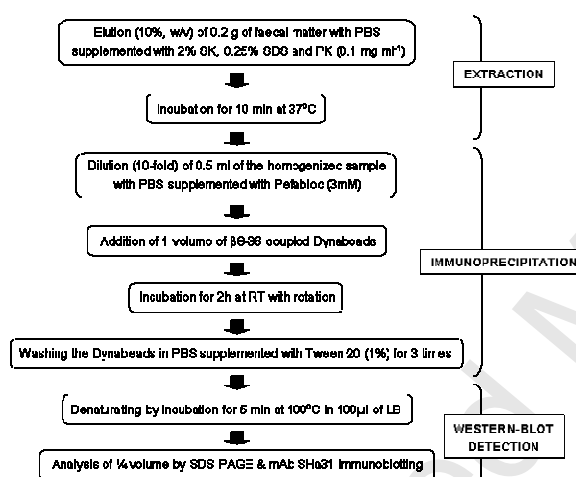 Elution (10%, w/v) of 0.2 g of faecal matter with PBS
supplemented with 2% SK, 0.25% SDS and PK (0.1 mg ml⁻¹)
EXTRACTION
Incubation for 10 min at 37°C
Dilution (10-fold) of 0.5 ml of the homogenized sample
with PBS supplemented with Pefabloc (3mM)
Addition of 1 volume of coupled Dynabeads
IMMUNOPRECIPITATION
Incubation for 2h at RT with rotation
Washing the Dynabeads in PBS supplemented with Tween 20 (1%) for 3 times
Denaturating by incubation for 5 min at 100°C in 100µl of LB
WESTERN-BLOT
DETECTION
Analysis of ¼ volume by SDS PAGE & mAb SHa31 immunoblotting